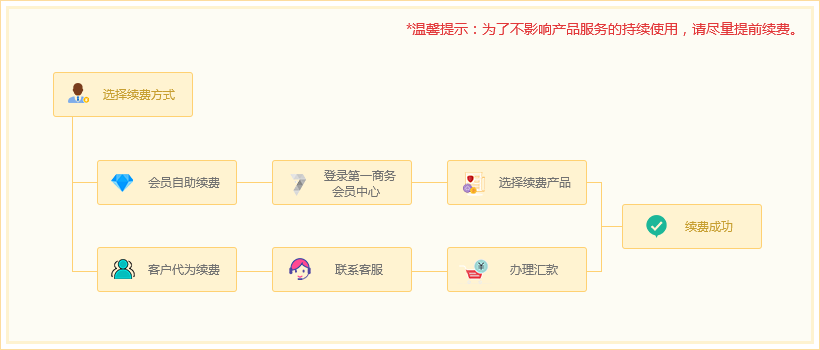 *温馨提示：为了不影响产品服务的持续使用，请尽量提前续费。
选择续费方式
会员自助续费
登录第一商务
会员中心
选择续费产品
续费成功
客户代为续费
联系客服
办理汇款